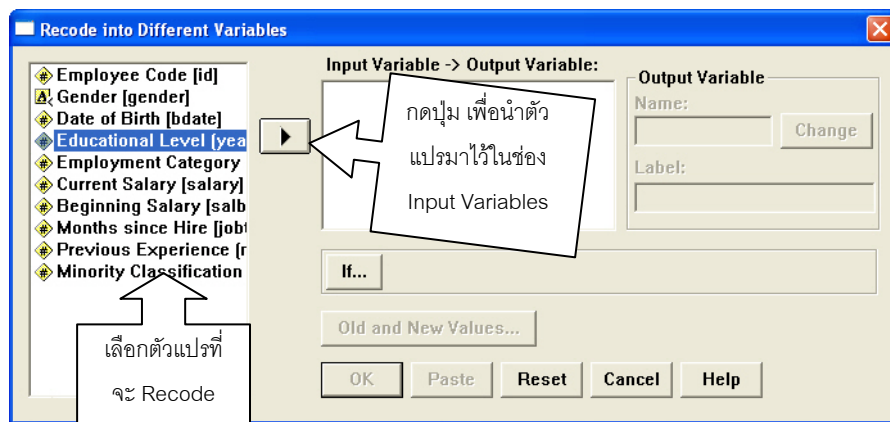 Recode into Different Variables
Employee Code [id]
Gender [gender]
Date of Birth [bdate]
Educational Level [yea
Employment Category
Current Salary [salary]
Beginning Salary [salb
Months since Hire [jobt
Previous Experience [r
Minority Classification
เลือกตัวแปรที่
จะ Recode
Input Variable -> Output Variable:
กดปุ่ม เพื่อนำตัว
แปรมาไว้ในช่อง
Input Variables
Output Variable
Name:
Change
Label:
If...
Old and New Values...
OK
Paste
Reset
Cancel
Help